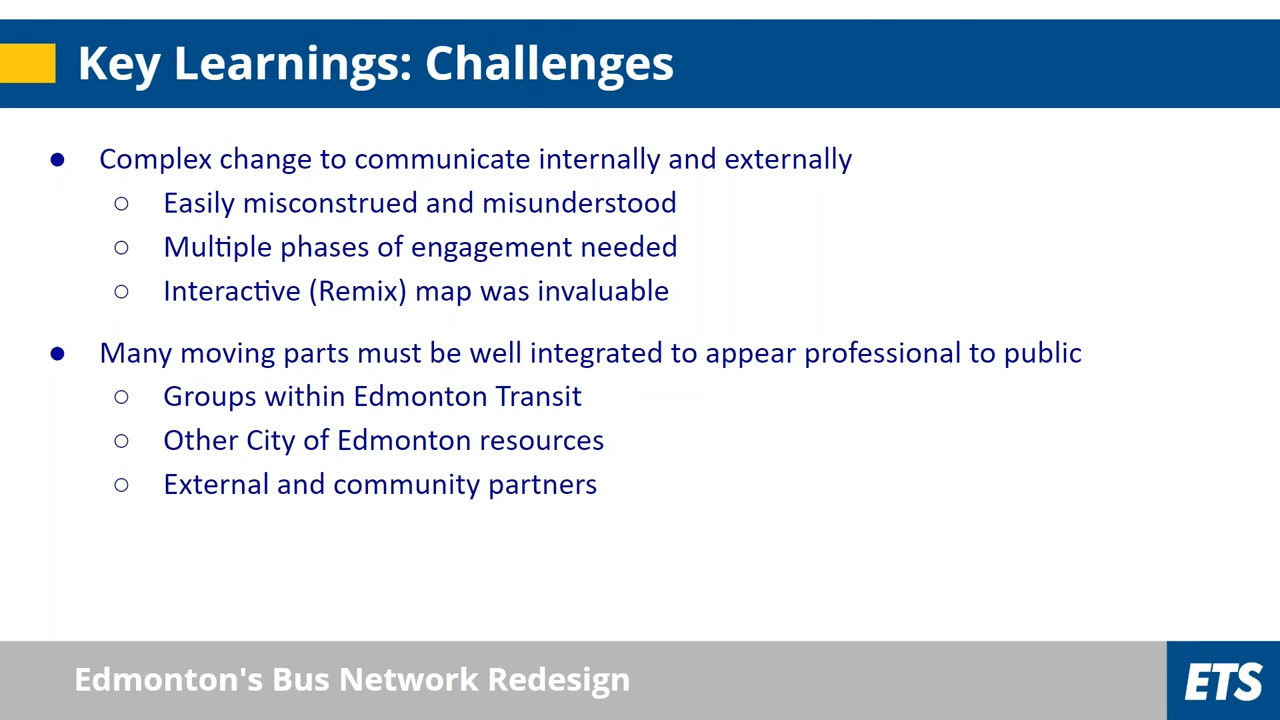 Key Learnings: Challenges
● Complex change to communicate internally and externally
○ Easily misconstrued and misunderstood
○ Multiple phases of engagement needed
○ Interactive (Remix) map was invaluable
● Many moving parts must be well integrated to appear professional to public
○ Groups within Edmonton Transit
○ Other City of Edmonton resources
○ External and community partners
Edmonton's Bus Network Redesign
ETS